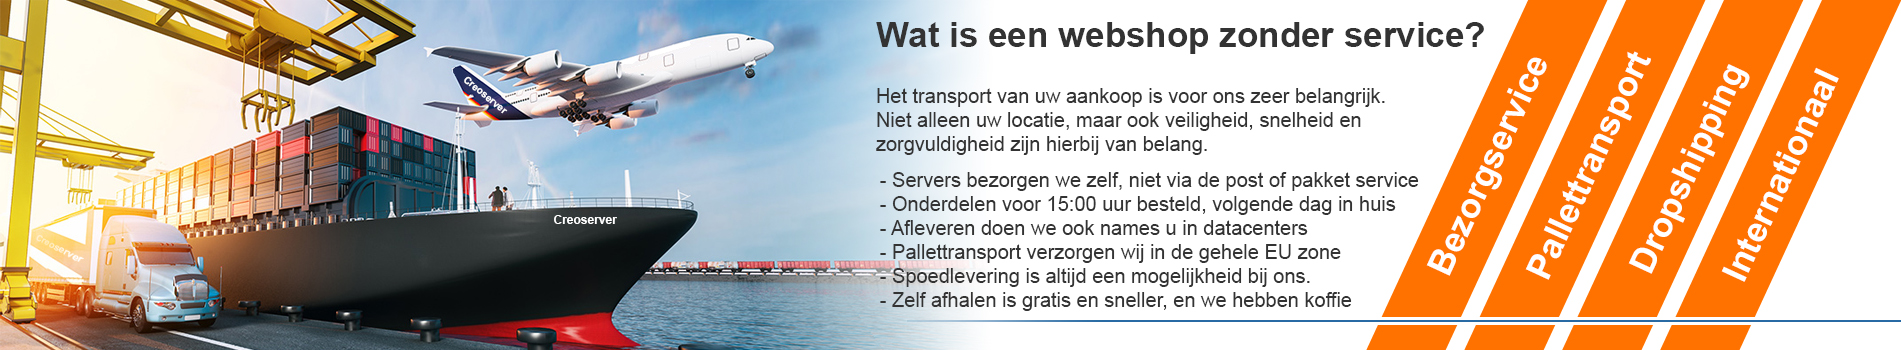 Wat is een webshop zonder service?
Het transport van uw aankoop is voor ons zeer belangrijk.
Niet alleen uw locatie, maar ook veiligheid, snelheid en
zorgvuldigheid zijn hierbij van belang.
- Servers bezorgen we zelf, niet via de post of pakket service
- Onderdelen voor 15:00 uur besteld, volgende dag in huis
- Afleveren doen we ook names u in datacenters
- Pallettransport verzorgen wij in de gehele EU zone
- Spoedlevering is altijd een mogelijkheid bij ons.
- Zelf afhalen is gratis en sneller, en we hebben koffie
Bezorgservice
Pallettransport
Dropshipping
Internationaal
Creoserver
Creoserver
Creoserver